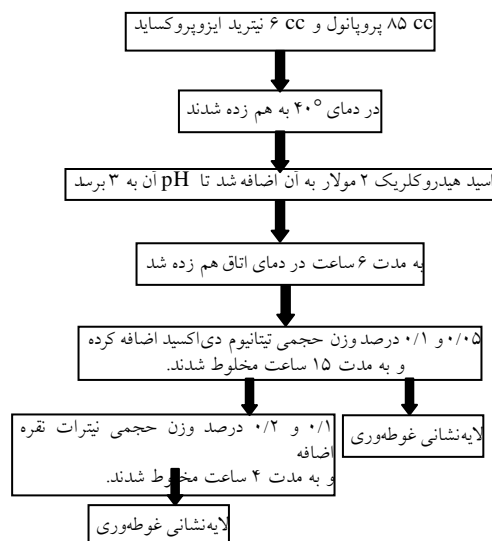 ۸۵ cc پروپانول و ۶ cc نیترید ایزوپروکساید
در دمای ۴۰° به هم زده شدند
اسید هیدروکلریک ۲ مولار به آن اضافه شد تا pH آن به ۳ برسد
به مدت ۶ ساعت در دمای اتاق هم زده شد
۰/۰۵ و ۰/۱ درصد وزن حجمی تیتانیوم دی‌اکسید اضافه کرده
و به مدت ۱۵ ساعت مخلوط شدند.
لایه‌نشانی غوطه‌وری
۰/۱ و ۰/۲ درصد وزن حجمی نیترات نقره
اضافه
و به مدت ۴ ساعت مخلوط شدند.
لایه‌نشانی غوطه‌وری